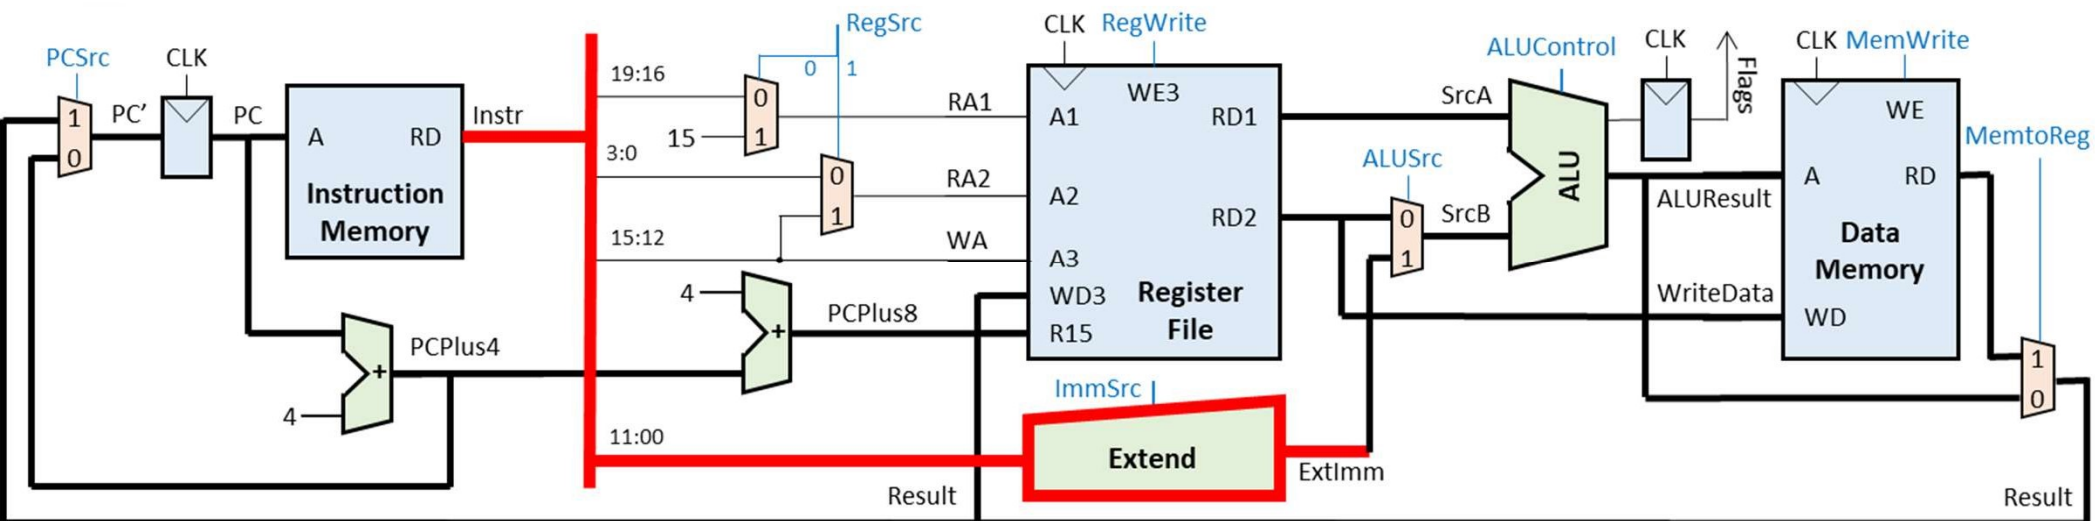 PCSrc
1
0
PC’
CLK
PC
A
RD
Instruction
Memory
Instr
4
+
PCPlus4
19:16
15
0
1
RegSrc
0
1
3:0
0
1
15:12
4
+
PCPlus8
11:00
RA1
RA2
WA
Result
CLK
RegWrite
WE3
A1
RD1
A2
RD2
A3
WD3
R15
Register
File
ImmSrc
Extend
ExtImm
ALUSrc
0
1
SrcA
SrcB
ALUControl
ALU
CLK
Flags
ALUResult
WriteData
CLK
MemWrite
WE
A
RD
Data
Memory
WD
MemtoReg
1
0
Result